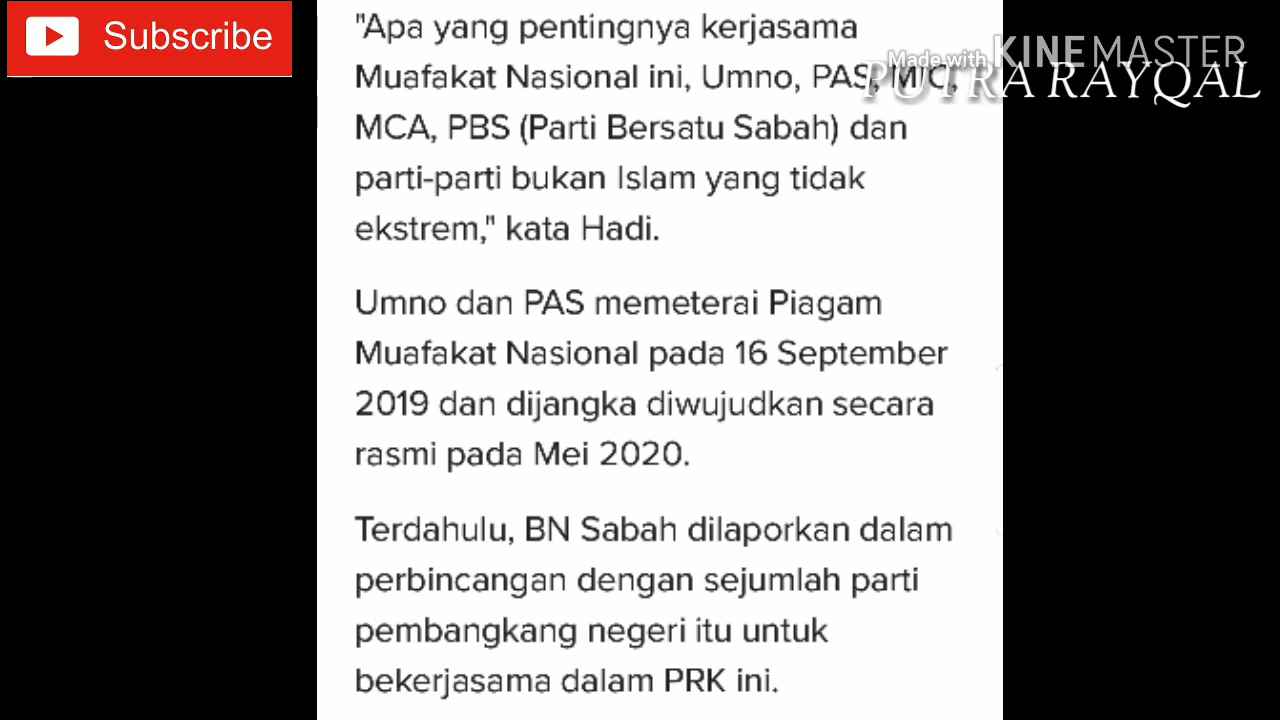 Subscribe
"Apa yang pentingnya kerjasama
Made with KINEMASTER
Muafakat Nasional ini, Umno, PAS, MIC,
PUTRA RAYQAL
MCA, PBS (Parti Bersatu Sabah) dan
parti-parti bukan Islam yang tidak
ekstrem," kata Hadi.
Umno dan PAS memeterai Piagam
Muafakat Nasional pada 16 September
2019 dan dijangka diwujudkan secara
rasmi pada Mei 2020.
Terdahulu, BN Sabah dilaporkan dalam
perbincangan dengan sejumlah parti
pembangkang negeri itu untuk
bekerjasama dalam PRK ini.